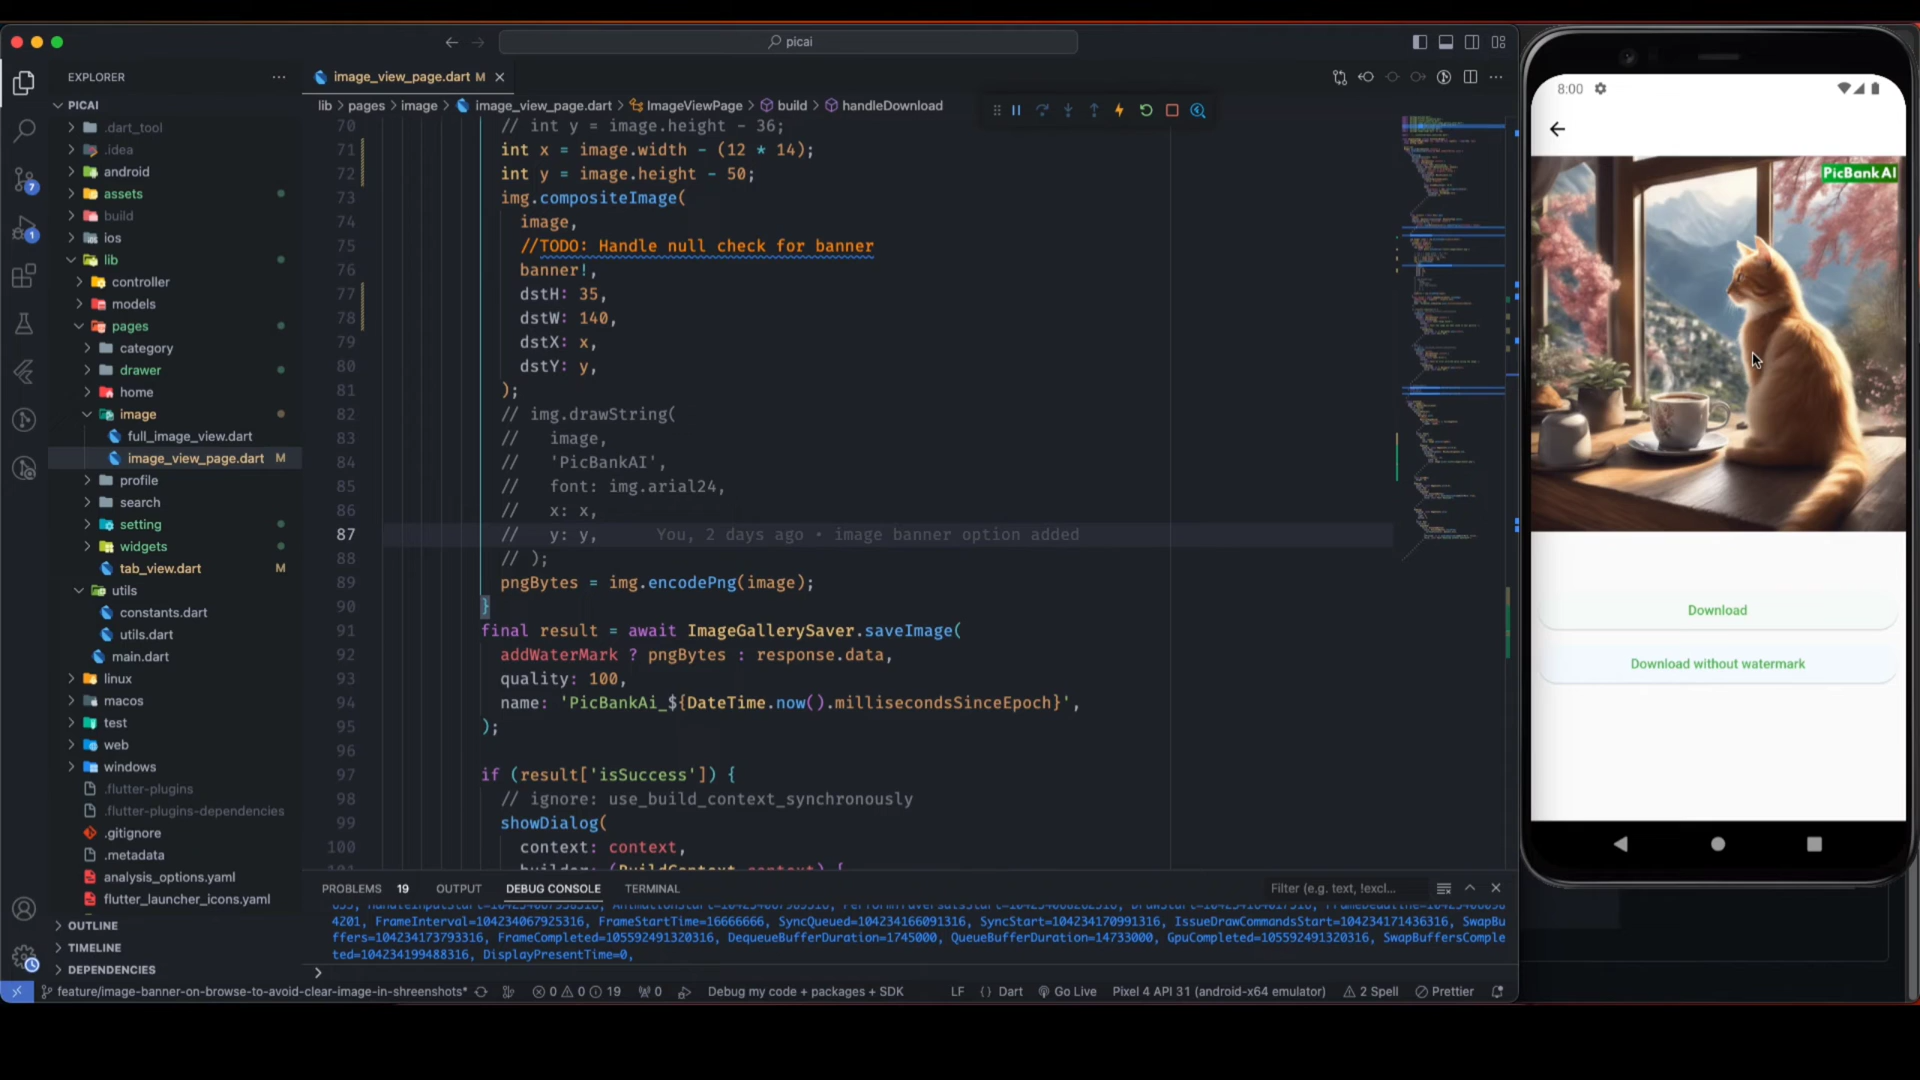 picai
EXPLORER
image_view_page.dart M
PICAI
lib > pages > image > image_view_page.dart > ImageViewPage > build > handleDownload
.dart_tool
.idea
android
assets
build
ios
lib
controller
models
pages
category
drawer
home
image
full_image_view.dart
image_view_page.dart M
profile
search
setting
widgets
tab_view.dart M
utils
constants.dart
utils.dart
main.dart
linux
macos
test
web
windows
.flutter-plugins
.flutter-plugins-dependencies
.gitignore
.metadata
analysis_options.yaml
flutter_launcher_icons.yaml
OUTLINE
TIMELINE
DEPENDENCIES
7
1
70 // int y = image.height - 36;
71 int x = image.width - (12 * 14);
72 int y = image.height - 50;
73 img.compositeImage(
74 image,
75 //TODO: Handle null check for banner
76 banner!,
77 dstH: 35,
78 dstW: 140,
79 dstX: x,
80 dstY: y,
81 );
82 // img.drawString(
83 // image,
84 // 'PicBankAI',
85 // font: img.arial24,
86 // x: x,
87 // y: y, You, 2 days ago • image banner option added
88 // );
89 pngBytes = img.encodePng(image);
90 }
91 final result = await ImageGallerySaver.saveImage(
92 addWaterMark ? pngBytes : response.data,
93 quality: 100,
94 name: 'PicBankAi_${DateTime.now().millisecondsSinceEpoch}',
95 );
96
97 if (result['isSuccess']) {
98 // ignore: use_build_context_synchronously
99 showDialog(
100 context: context,
PROBLEMS 19 OUTPUT DEBUG CONSOLE TERMINAL
Filter (e.g. text, !excl...
4201, FrameInterval=104234067925316, FrameStartTime=16666666, SyncQueued=104234166091316, SyncStart=104234170991316, IssueDrawCommandsStart=104234171436316, SwapBu
ffers=104234173793316, FrameCompleted=105592491320316, DequeueBufferDuration=1745000, QueueBufferDuration=14733000, GpuCompleted=105592491320316, SwapBuffersComple
ted=104234199488316, DisplayPresentTime=0,
feature/image-banner-on-browse-to-avoid-clear-image-in-shreenshots* 0 0 19 0 Debug my code + packages + SDK LF {} Dart Go Live Pixel 4 API 31 (android-x64 emulator) 2 Spell Prettier
8:00
PicBankAI
Download
Download without watermark